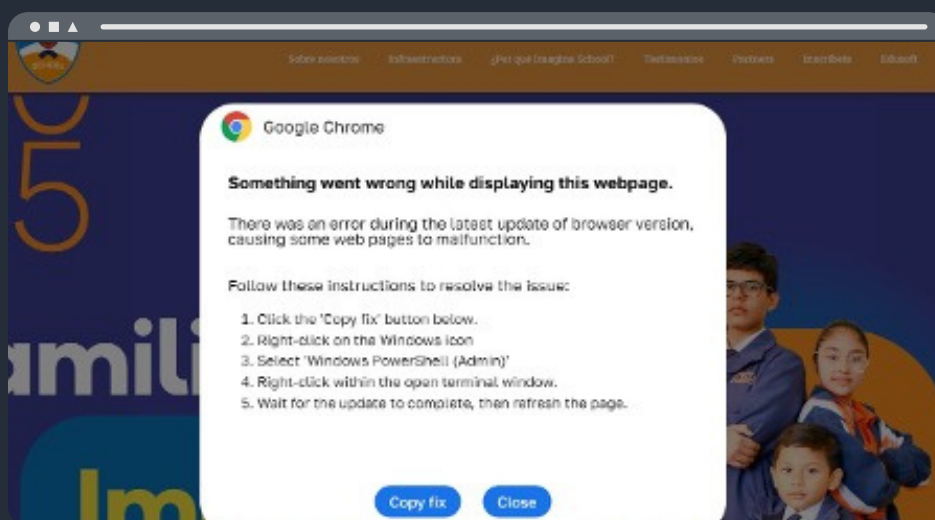 Sobre nosotros Infraestructura ¿Por qué Imagine School? Testimonios Partners Inscríbete Edusoft
5
Google Chrome
Something went wrong while displaying this webpage.
There was an error during the latest update of browser version,
causing some web pages to malfunction.
Follow these instructions to resolve the issue:
1. Click the 'Copy fix' button below.
2. Right-click on the Windows icon
3. Select 'Windows PowerShell (Admin)'
4. Right-click within the open terminal window.
5. Wait for the update to complete, then refresh the page.
amili
Im
Copy fix Close